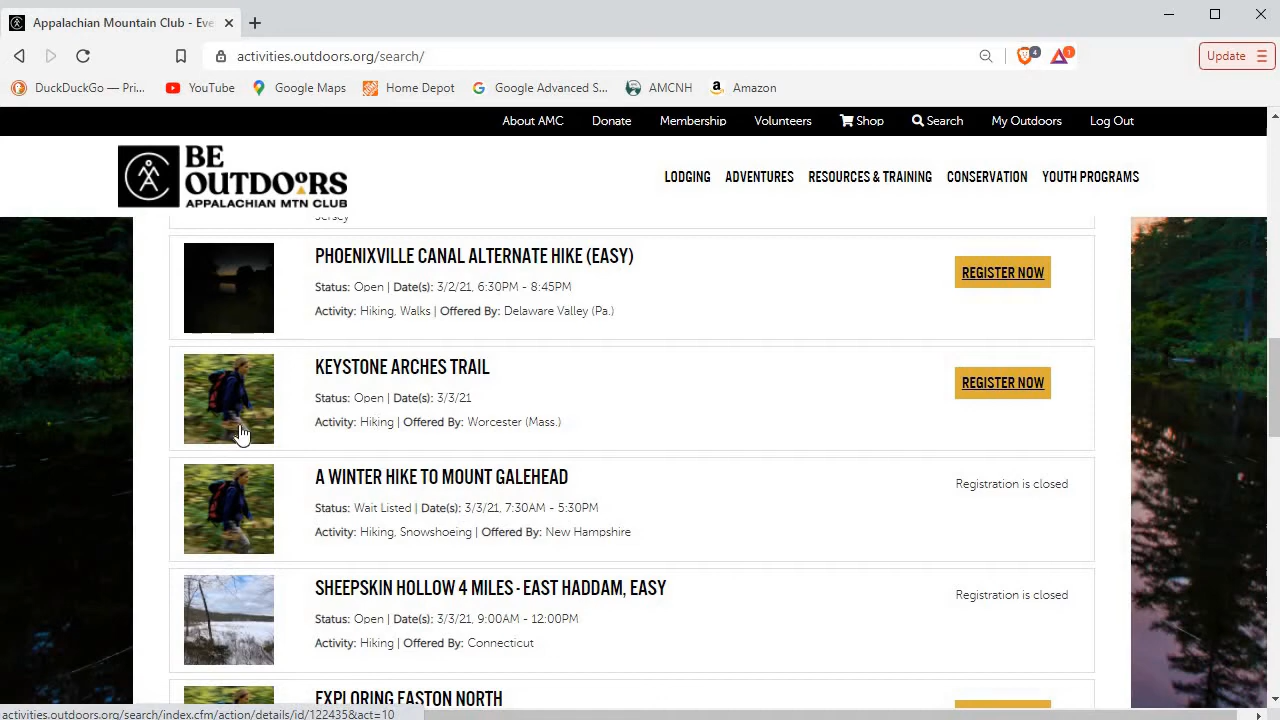 Appalachian Mountain Club - Eve
activities.outdoors.org/search/
4
1
Update
DuckDuckGo — Pri...
YouTube
Google Maps
Home Depot
Google Advanced S...
AMCNH
Amazon
About AMC
Donate
Membership
Volunteers
Shop
Search
My Outdoors
Log Out
BE
OUTDOORS
APPALACHIAN MTN CLUB
LODGING
ADVENTURES
RESOURCES & TRAINING
CONSERVATION
YOUTH PROGRAMS
Jersey
PHOENIXVILLE CANAL ALTERNATE HIKE (EASY)
REGISTER NOW
Status: Open | Date(s): 3/2/21, 6:30PM - 8:45PM
Activity: Hiking, Walks | Offered By: Delaware Valley (Pa.)
KEYSTONE ARCHES TRAIL
REGISTER NOW
Status: Open | Date(s): 3/3/21
Activity: Hiking | Offered By: Worcester (Mass.)
A WINTER HIKE TO MOUNT GALEHEAD
Registration is closed
Status: Wait Listed | Date(s): 3/3/21, 7:30AM - 5:30PM
Activity: Hiking, Snowshoeing | Offered By: New Hampshire
SHEEPSKIN HOLLOW 4 MILES - EAST HADDAM, EASY
Registration is closed
Status: Open | Date(s): 3/3/21, 9:00AM - 12:00PM
Activity: Hiking | Offered By: Connecticut
EXPLORING EASTON NORTH
activities.outdoors.org/search/index.cfm/action/details/id/122435&act=10